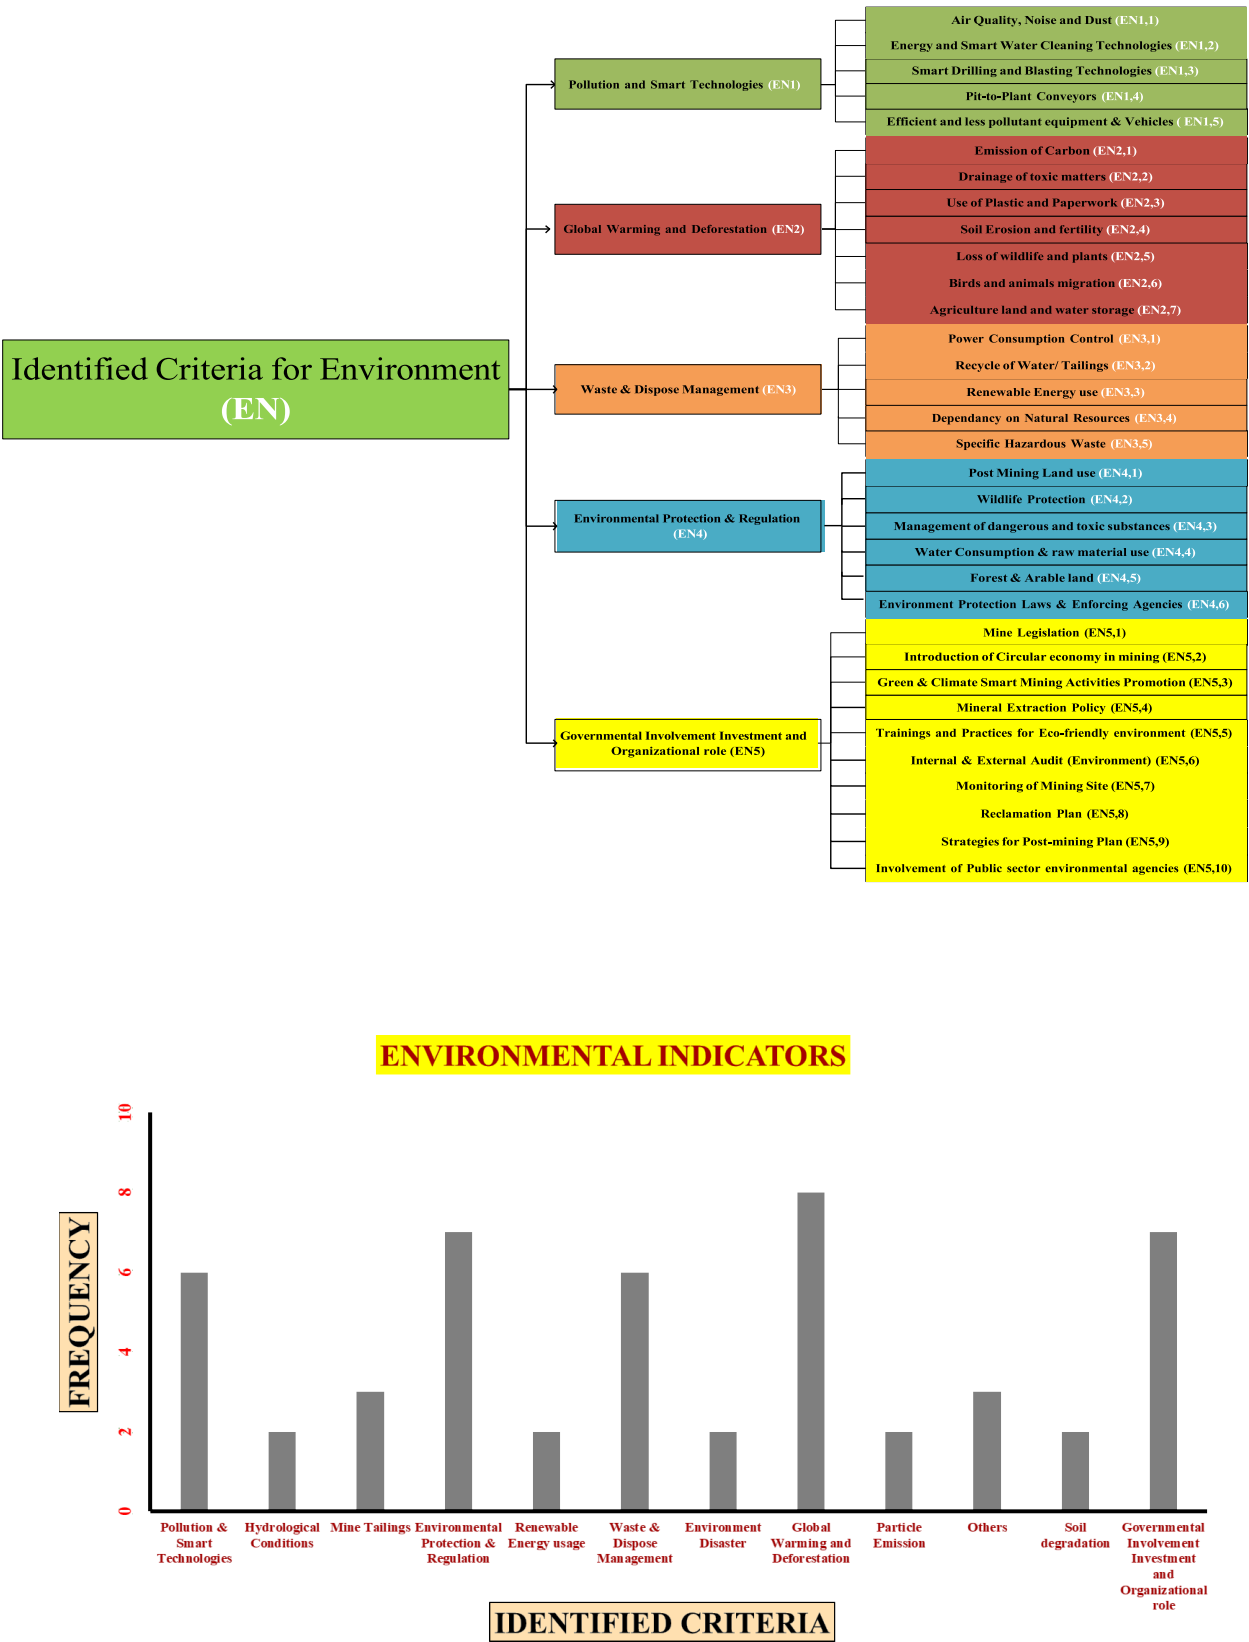 Identified Criteria for Environment
(EN)
Pollution and Smart Technologies (EN1)
Air Quality, Noise and Dust (EN1,1)
Energy and Smart Water Cleaning Technologies (EN1,2)
Smart Drilling and Blasting Technologies (EN1,3)
Pit-to-Plant Conveyors (EN1,4)
Efficient and less pollutant equipment & Vehicles ( EN1,5)
Global Warming and Deforestation (EN2)
Emission of Carbon (EN2,1)
Drainage of toxic matters (EN2,2)
Use of Plastic and Paperwork (EN2,3)
Soil Erosion and fertility (EN2,4)
Loss of wildlife and plants (EN2,5)
Birds and animals migration (EN2,6)
Agriculture land and water storage (EN2,7)
Waste & Dispose Management (EN3)
Power Consumption Control (EN3,1)
Recycle of Water/ Tailings (EN3,2)
Renewable Energy use (EN3,3)
Dependancy on Natural Resources (EN3,4)
Specific Hazardous Waste (EN3,5)
Environmental Protection & Regulation
(EN4)
Post Mining Land use (EN4,1)
Wildlife Protection (EN4,2)
Management of dangerous and toxic substances (EN4,3)
Water Consumption & raw material use (EN4,4)
Forest & Arable land (EN4,5)
Environment Protection Laws & Enforcing Agencies (EN4,6)
Governmental Involvement Investment and
Organizational role (EN5)
Mine Legislation (EN5,1)
Introduction of Circular economy in mining (EN5,2)
Green & Climate Smart Mining Activities Promotion (EN5,3
Mineral Extraction Policy (EN5,4)
Trainings and Practices for Eco-friendly environment (EN5,5)
Internal & External Audit (Environment) (EN5,6)
Monitoring of Mining Site (EN5,7)
Reclamation Plan (EN5,8)
Strategies for Post-mining Plan (EN5,9)
Involvement of Public sector environmental agencies (EN5,10)
ENVIRONMENTAL INDICATORS
FREQUENCY
10
8
6
4
2
0
Pollution &
Smart
Technologies
Hydrological
Conditions
Mine Tailings
Environmental
Protection &
Regulation
Renewable
Energy usage
Waste &
Dispose
Management
Environment
Disaster
Global
Warming and
Deforestation
Particle
Emission
Others
Soil
degradation
Governmental
Involvement
Investment
and
Organizational
role
IDENTIFIED CRITERIA